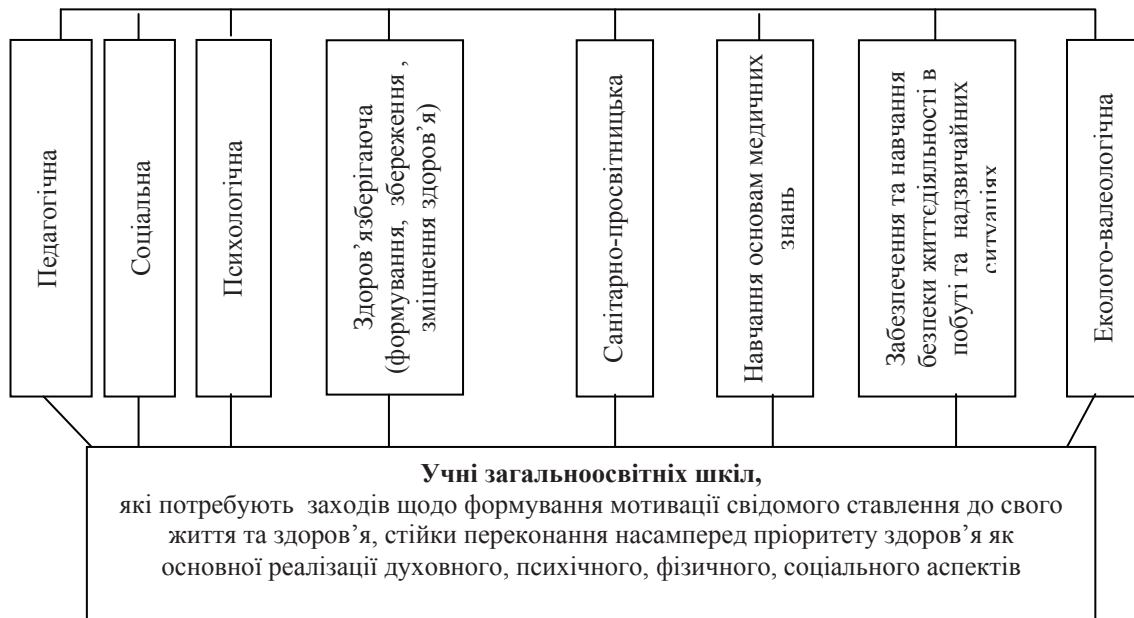 Педагогічна
Соціальна
Психологічна
Здоров’язберігаюча
(формування, збереження ,
зміцнення здоров’я)
Санітарно-просвітницька
Навчання основам медичних
знань
Забезпечення та навчання
безпеки життєдіяльності в
побуті та надзвичайних
ситуаціях
Еколого-валеологічна
Учні загальноосвітніх шкіл,
які потребують заходів щодо формування мотивації свідомого ставлення до свого
життя та здоров’я, стійки переконання насамперед пріоритету здоров’я як
основної реалізації духовного, психічного, фізичного, соціального аспектів